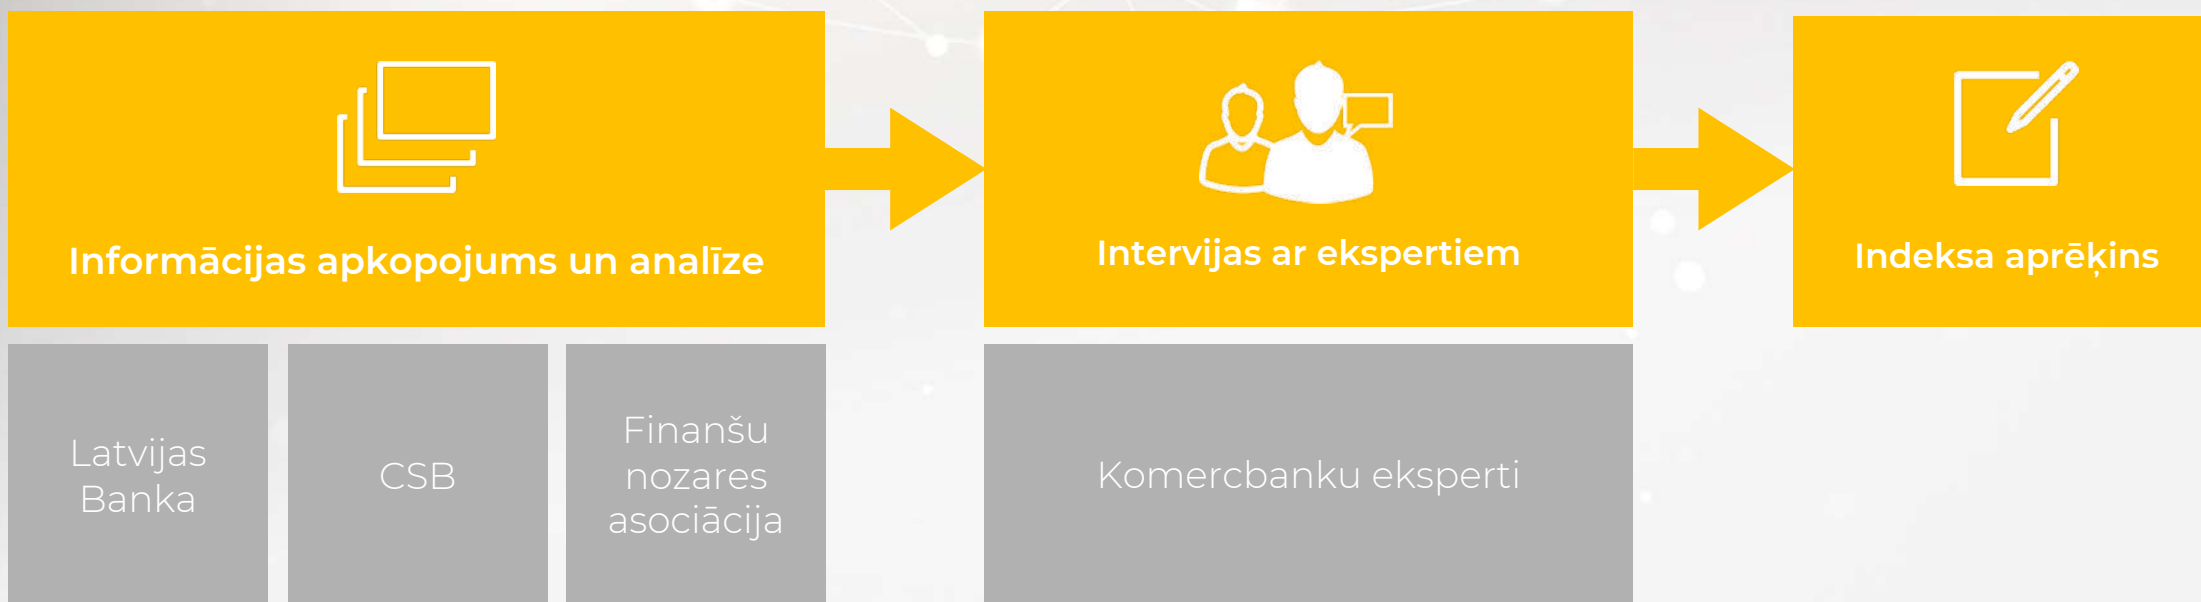 Informācijas apkopojums un analīze
Intervijas ar ekspertiem
Indeksa aprēķins
Latvijas
Banka
CSB
Finanšu
nozares
asociācija
Komercbanku eksperti